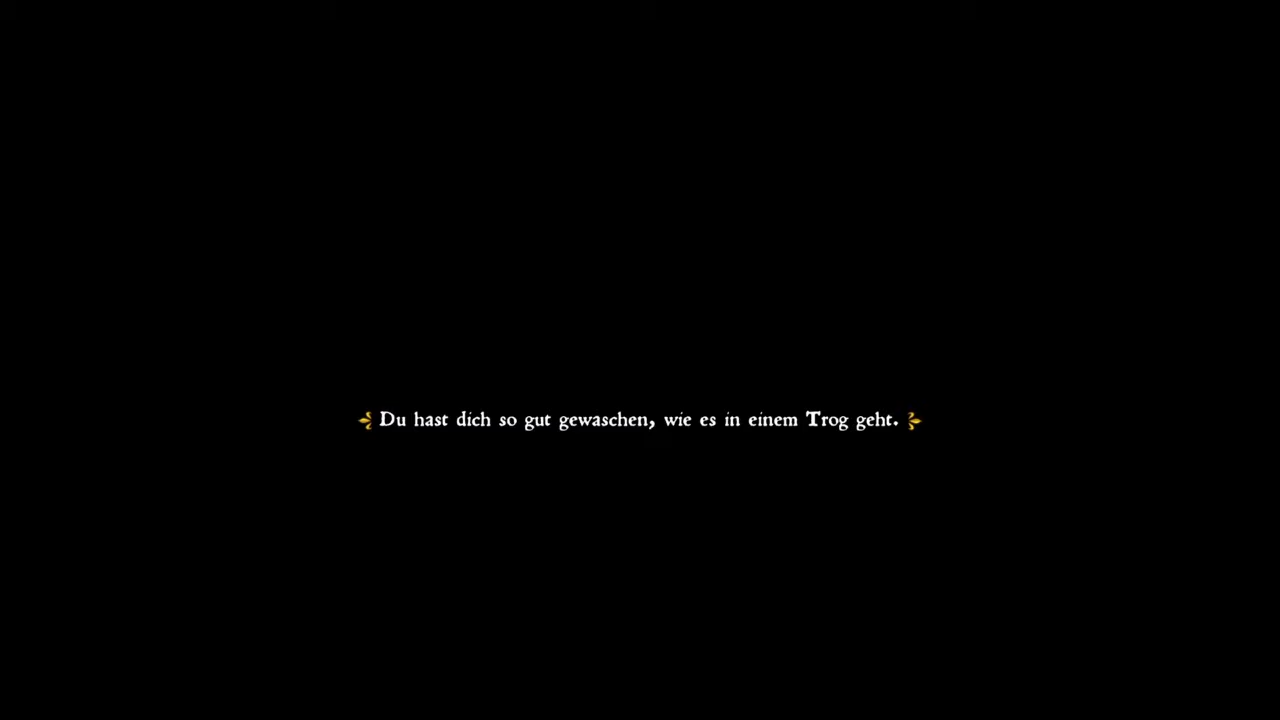 Du hast dich so gut gewaschen, wie es in einem Trog geht.